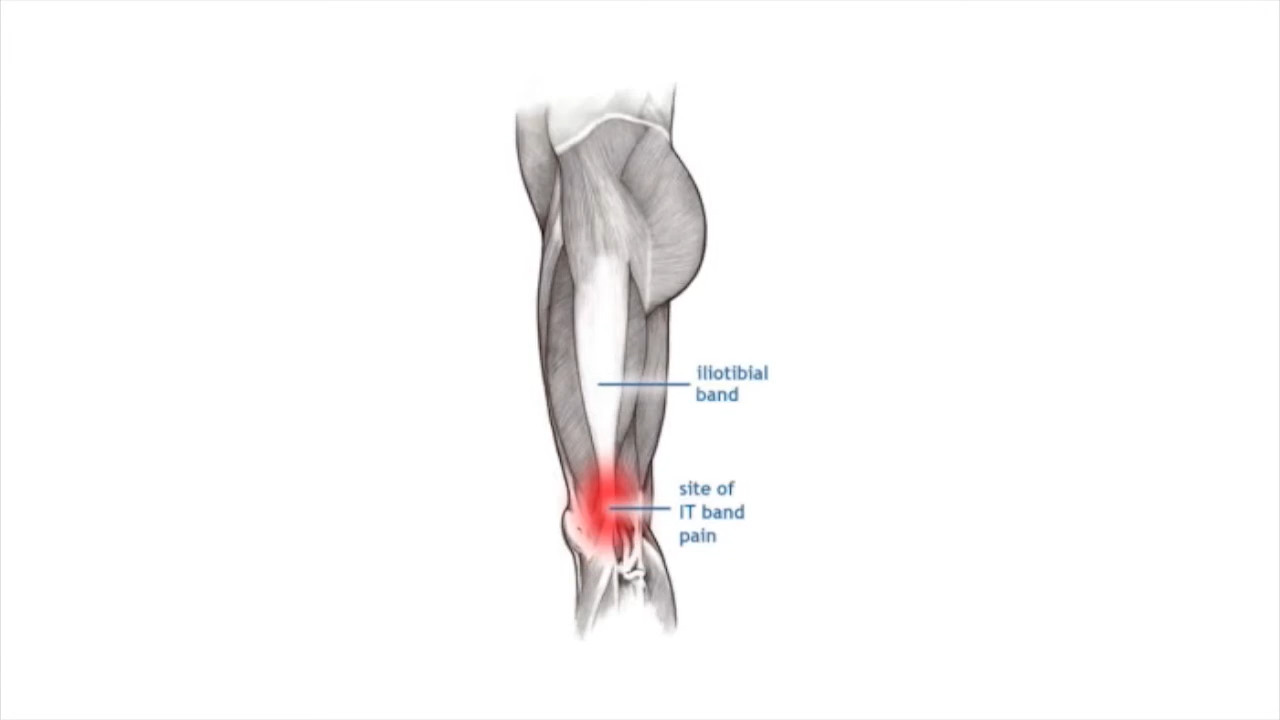 iliotibial
band
site of
IT band
pain